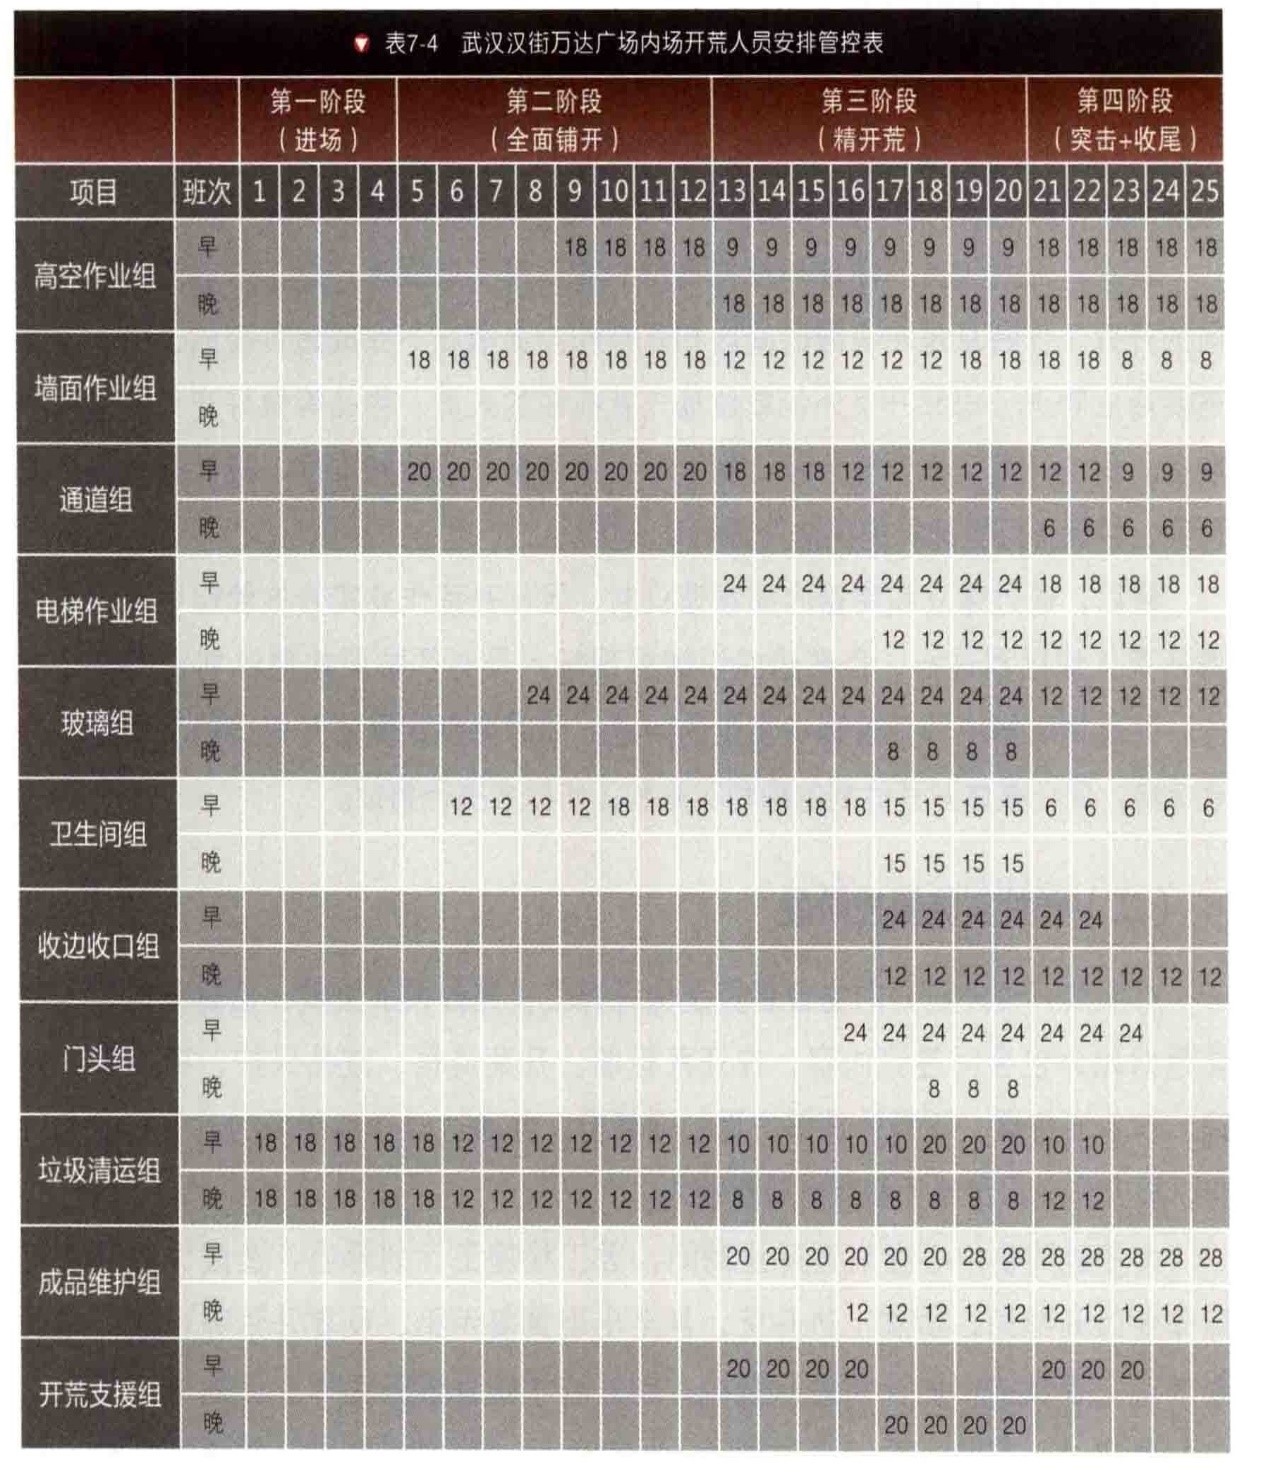 表7-4 武汉汉街万达广场内场开荒人员安排管控表
第一阶段 第二阶段 第三阶段 第四阶段
（进场） （全面铺开） （精开荒） （突击+收尾）
项目 班次 1 2 3 4 5 6 7 8 9 10 11 12 13 14 15 16 17 18 19 20 21 22 23 24 25
高空作业组
早 18 18 18 18 9 9 9 9 9 9 9 9 18 18 18 18 18
晚 18 18 18 18 18 18 18 18 18 18 18 18 18
墙面作业组
早 18 18 18 18 18 18 18 18 12 12 12 12 12 12 18 18 18 18 8 8 8
晚
通道组
早 20 20 20 20 20 20 20 20 18 18 18 12 12 12 12 12 12 12 9 9 9
晚 6 6 6 6 6
电梯作业组
早 24 24 24 24 24 24 24 24 18 18 18 18 18
晚 12 12 12 12 12 12 12 12 12
玻璃组
早 24 24 24 24 24 24 24 24 24 24 24 24 24 12 12 12 12 12
晚 8 8 8 8
卫生间组
早 12 12 12 12 18 18 18 18 18 18 18 15 15 15 15 6 6 6 6 6
晚 15 15 15 15
收边收口组
早 24 24 24 24 24 24
晚 12 12 12 12 12 12 12 12 12
门头组
早 24 24 24 24 24 24 24 24
晚 8 8 8
垃圾清运组
早 18 18 18 18 18 12 12 12 12 12 12 12 10 10 10 10 10 20 20 20 10 10
晚 18 18 18 18 18 12 12 12 12 12 12 12 8 8 8 8 8 8 8 8 12 12
成品维护组
早 20 20 20 20 20 20 28 28 28 28 28 28 28
晚 12 12 12 12 12 12 12 12 12 12
开荒支援组
早 20 20 20 20 20 20 20
晚 20 20 20 20